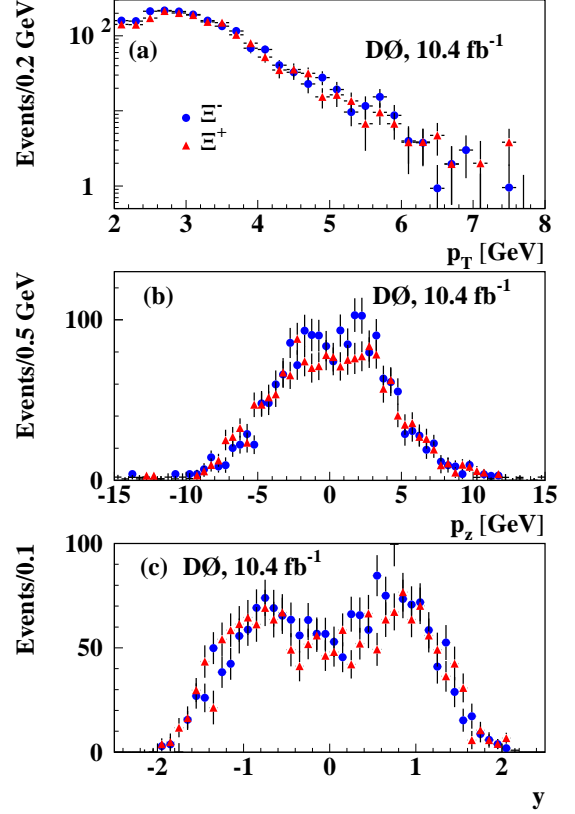 Events/0.2 GeV
10²
1
(a)
DØ, 10.4 fb⁻¹
Ξ⁻
Ξ⁺
2 3 4 5 6 7 8
p_T [GeV]
Events/0.5 GeV
100
0
(b)
DØ, 10.4 fb⁻¹
-15 -10 -5 0 5 10 15
p_z [GeV]
Events/0.1
100
50
0
(c)
DØ, 10.4 fb⁻¹
-2 -1 0 1 2
y